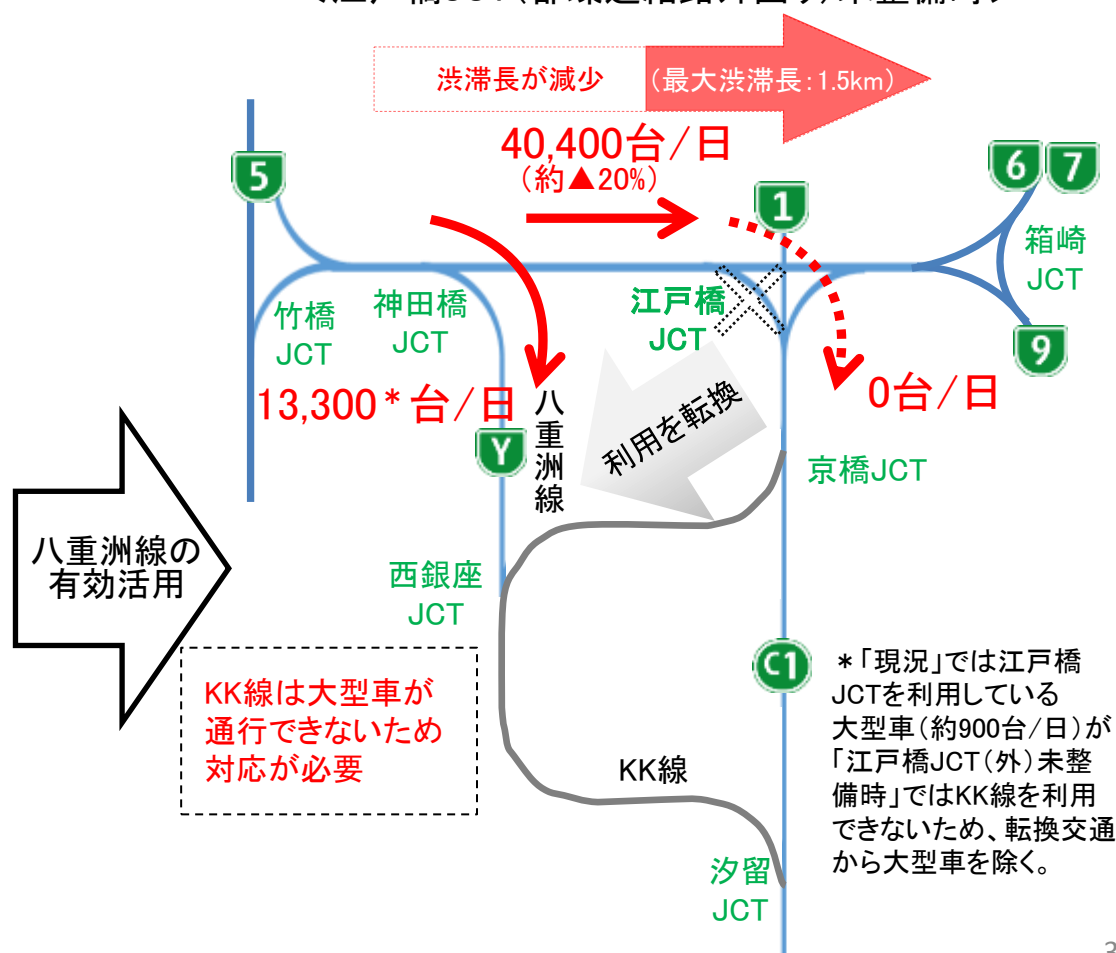 渋滞長が減少
(最大渋滞長:1.5km)
40,400台/日
(約▲20%)
5
1
6
7
箱崎
JCT
9
竹橋
JCT
神田橋
JCT
江戸橋
JCT
13,300*台/日
0台/日
八重洲線
Y
利用を転換
京橋JCT
八重洲線の
有効活用
西銀座
JCT
KK線は大型車が
通行できないため
対応が必要
KK線
C1
*「現況」では江戸橋
JCTを利用している
大型車(約900台/日)が
「江戸橋JCT(外)未整
備時」ではKK線を利用
できないため、転換交通
から大型車を除く。
汐留
JCT